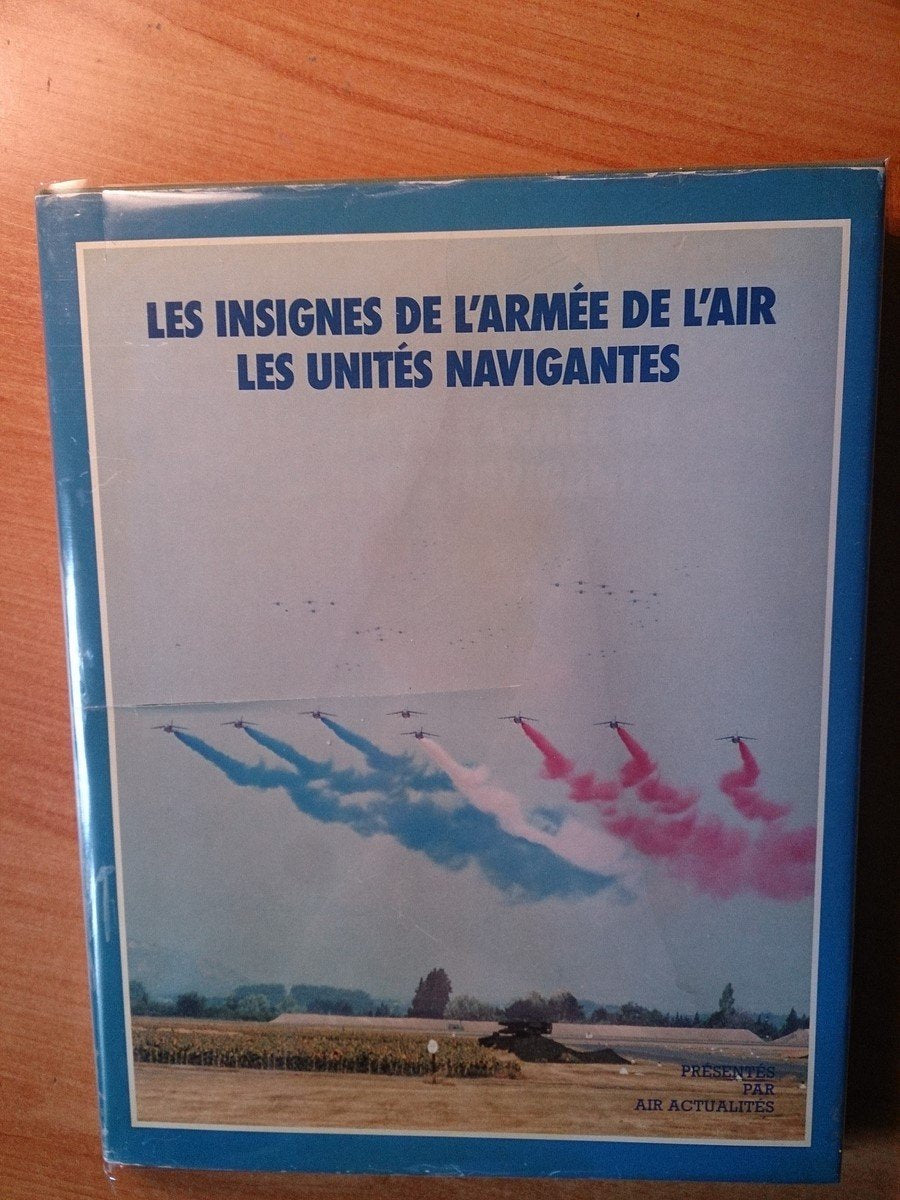 LES INSIGNES DE L'ARMÉE DE L'AIR
LES UNITÉS NAVIGANTES
PRÉSENTÉS
PAR
AIR ACTUALITÉS